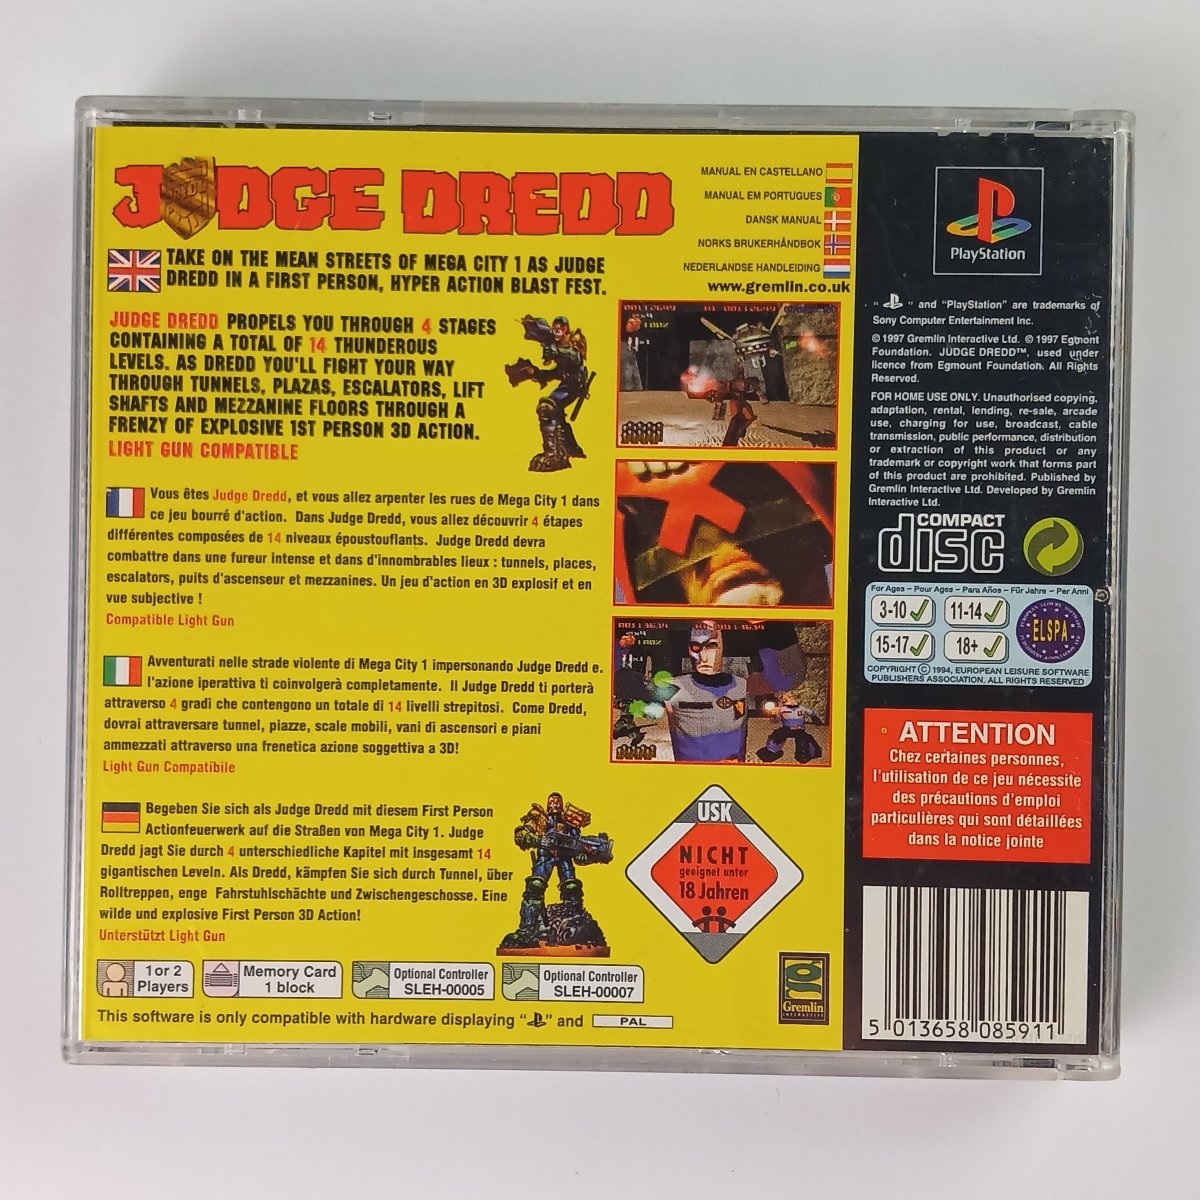 JUDGE DREDD
TAKE ON THE MEAN STREETS OF MEGA CITY 1 AS JUDGE
DREDD IN A FIRST PERSON, HYPER ACTION BLAST FEST.
JUDGE DREDD PROPELS YOU THROUGH 4 STAGES
CONTAINING A TOTAL OF 14 THUNDEROUS
LEVELS. AS DREDD YOU'LL FIGHT YOUR WAY
THROUGH TUNNELS, PLAZAS, ESCALATORS, LIFT
SHAFTS AND MEZZANINE FLOORS THROUGH A
FRENZY OF EXPLOSIVE 1ST PERSON 3D ACTION.
LIGHT GUN COMPATIBLE
Vous êtes Judge Dredd, et vous allez arpenter les rues de Mega City 1 dans
ce jeu bourré d'action. Dans Judge Dredd, vous allez découvrir 4 étapes
différentes composées de 14 niveaux époustouflants. Judge Dredd devra
combattre dans une fureur intense et dans d'innombrables lieux : tunnels, places,
escalators, puits d'ascenseur et mezzanines. Un jeu d'action en 3D explosif et en
vue subjective !
Compatible Light Gun
Avventurati nelle strade violente di Mega City 1 impersonando Judge Dredd e.
l'azione iperattiva ti coinvolgerà completamente. Il Judge Dredd ti porterà
attraverso 4 gradi che contengono un totale di 14 livelli strepitosi. Come Dredd,
dovrai attraversare tunnel, piazze, scale mobili, vani di ascensori e piani
ammezzati attraverso una frenetica azione soggettiva a 3D!
Light Gun Compatibile
Begeben Sie sich als Judge Dredd mit diesem First Person
Actionfeuerwerk auf die Straßen von Mega City 1. Judge
Dredd jagt Sie durch 4 unterschiedliche Kapitel mit insgesamt 14
gigantischen Leveln. Als Dredd, kämpfen Sie sich durch Tunnel, über
Rolltreppen, enge Fahrstuhlschächte und Zwischengeschosse. Eine
wilde und explosive First Person 3D Action!
Unterstützt Light Gun
1 or 2
Players
Memory Card
1 block
Optional Controller
SLEH-00005
Optional Controller
SLEH-00007
This software is only compatible with hardware displaying " " and PAL
MANUAL EN CASTELLANO
MANUAL EM PORTUGUES
DANSK MANUAL
NORKS BRUKERHÅNDBOK
NEDERLANDSE HANDLEIDING
www.gremlin.co.uk
USK
NICHT
geeignet unter
18 Jahren
Gremlin
INTERACTIVE
PlayStation
" " and "PlayStation" are trademarks of
Sony Computer Entertainment Inc.
© 1997 Gremlin Interactive Ltd. © 1997 Egmont
Foundation. JUDGE DREDD™, used under
licence from Egmount Foundation. All Rights
Reserved.
FOR HOME USE ONLY. Unauthorised copying,
adaptation, rental, lending, re-sale, arcade
use, charging for use, broadcast, cable
transmission, public performance, distribution
or extraction of this product or any
trademark or copyright work that forms part
of this product are prohibited. Published by
Gremlin Interactive Ltd. Developed by Gremlin
Interactive Ltd.
COMPACT
disc
For Ages ~ Pour Ages ~ Para Años ~ Für Jahre ~ Per Anni
3-10 11-14
15-17 18+
ELSPA
COPYRIGHT © 1994, EUROPEAN LEISURE SOFTWARE
PUBLISHERS ASSOCIATION. ALL RIGHTS RESERVED
ATTENTION
Chez certaines personnes,
l'utilisation de ce jeu nécessite
des précautions d'emploi
particulières qui sont détaillées
dans la notice jointe
5 013658 085911